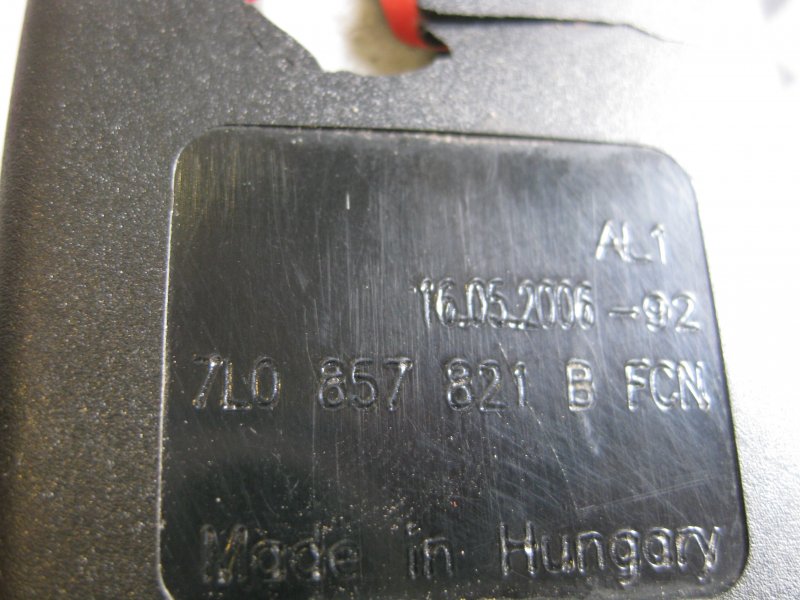 AL1
16.05.2006-92
7L0 857 821 B FCN
Made in Hungary